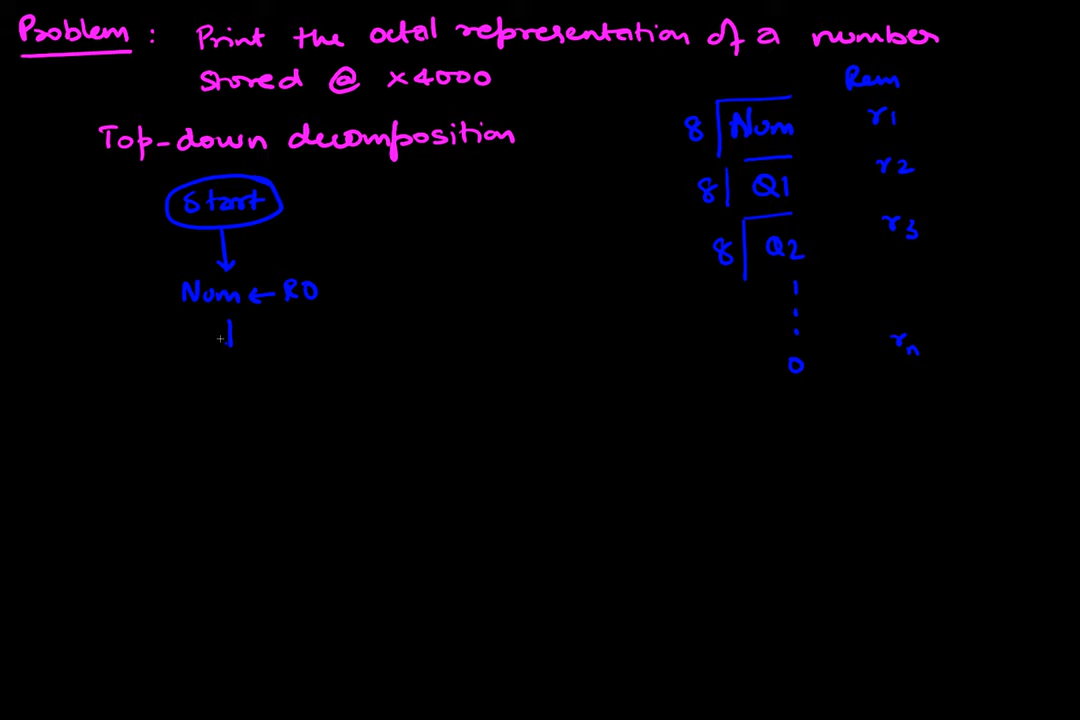 Problem : Print the octal representation of a number
stored @ x4000
Top-down decomposition
Start
Num ← R0
Rem
8 Num r1
8 Q1 r2
8 Q2 r3
0 rn